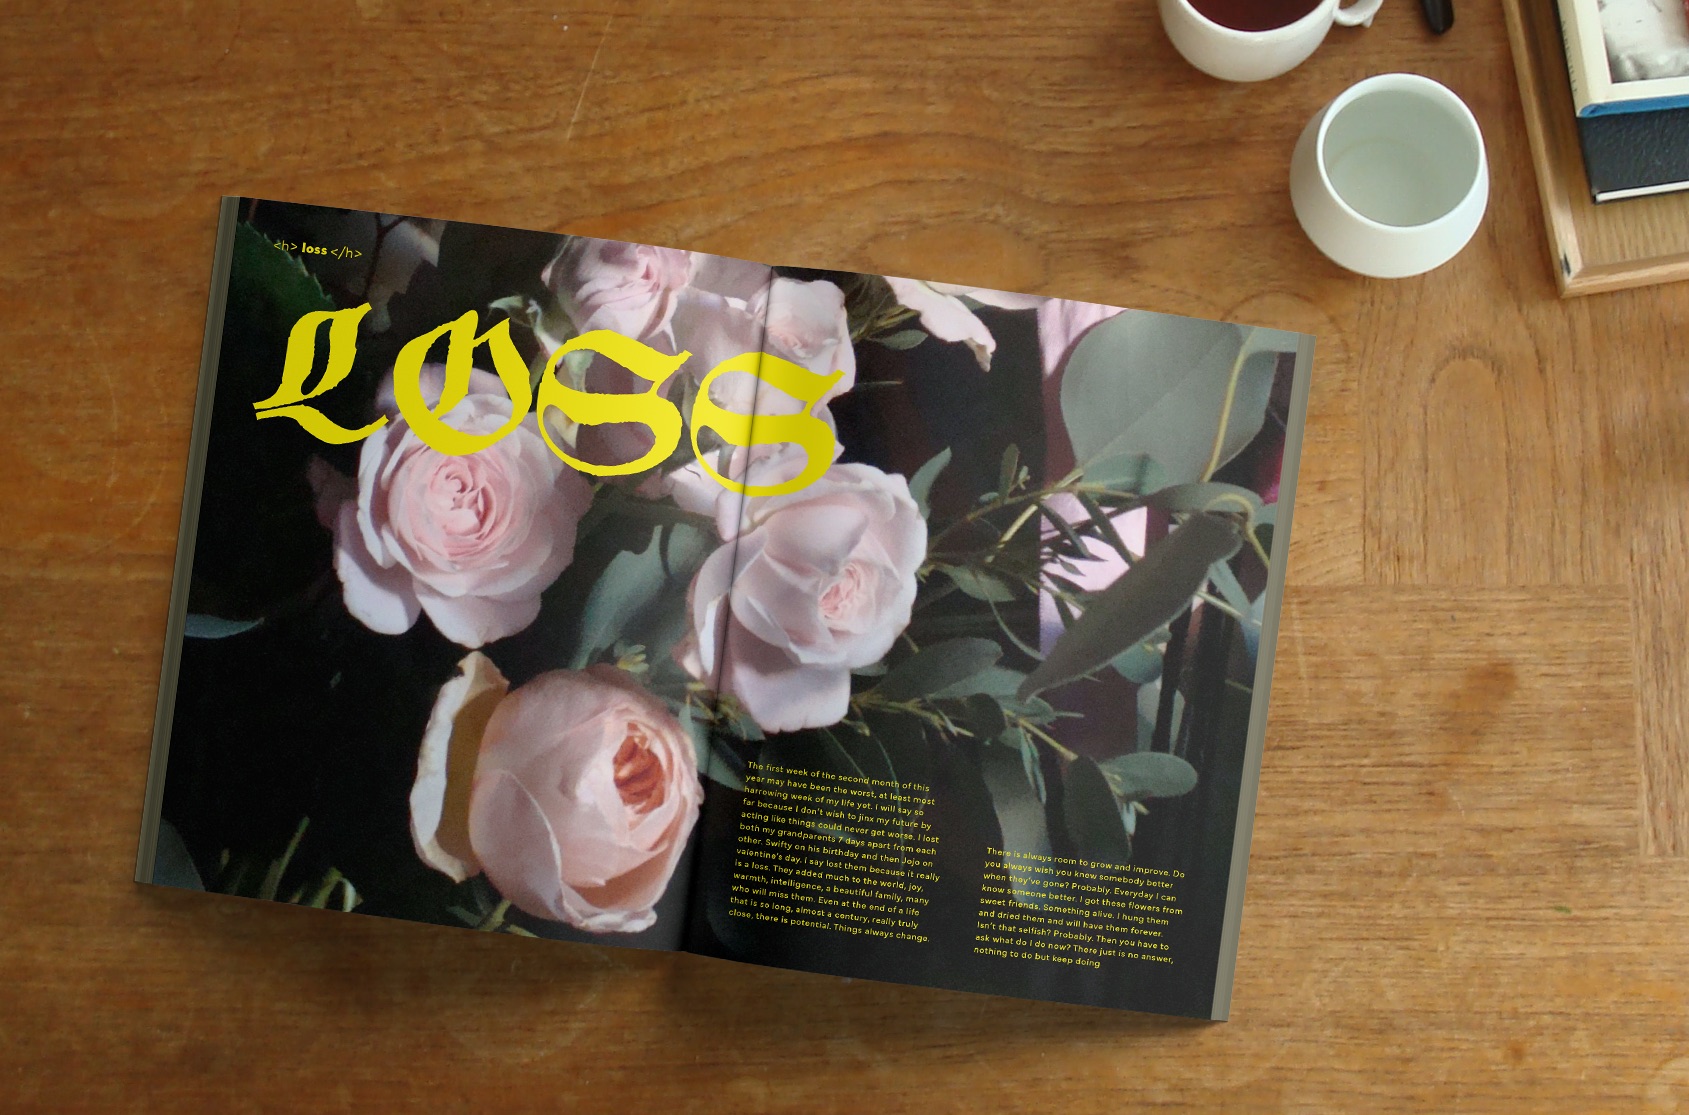 <h> loss </h>
LOSS
The first week of the second month of this
year may have been the worst, at least most
harrowing week of my life yet. I will say so
far because I don't wish to jinx my future by
acting like things could never get worse. I lost
both my grandparents 7 days apart from each
other. Swifty on his birthday and then Jojo on
valentine's day. I say lost them because it really
is a loss. They added much to the world, joy,
warmth, intelligence, a beautiful family, many
who will miss them. Even at the end of a life
that is so long, almost a century, really truly
close, there is potential. Things always change.
There is always room to grow and improve. Do
you always wish you knew somebody better
when they've gone? Probably. Everyday I can
know someone better. I got these flowers from
sweet friends. Something alive. I hung them
and dried them and will have them forever.
Isn't that selfish? Probably. Then you have to
ask what do I do now? There just is no answer,
nothing to do but keep doing